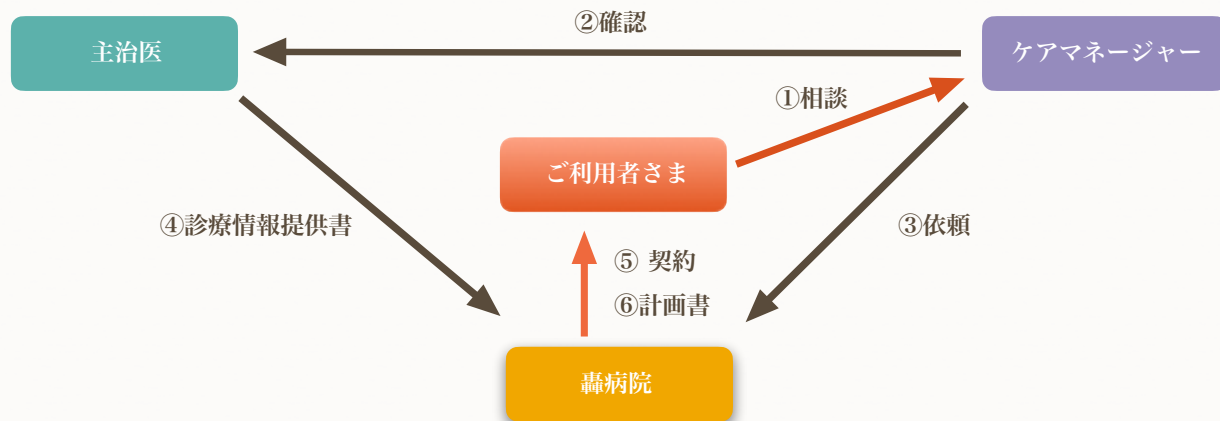 ②確認
主治医
ケアマネージャー
①相談
ご利用者さま
④診療情報提供書
③依頼
⑤ 契約
⑥計画書
轟病院